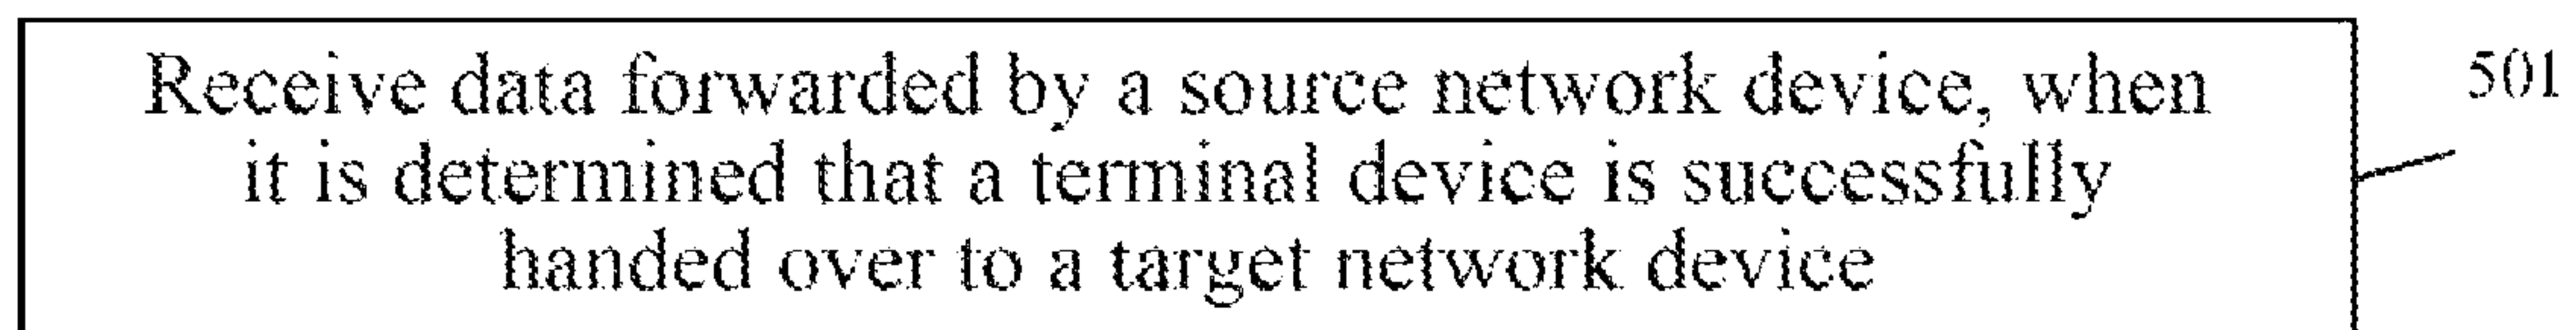 Receive data forwarded by a source network device, when
it is determined that a terminal device is successfully
handed over to a target network device
501